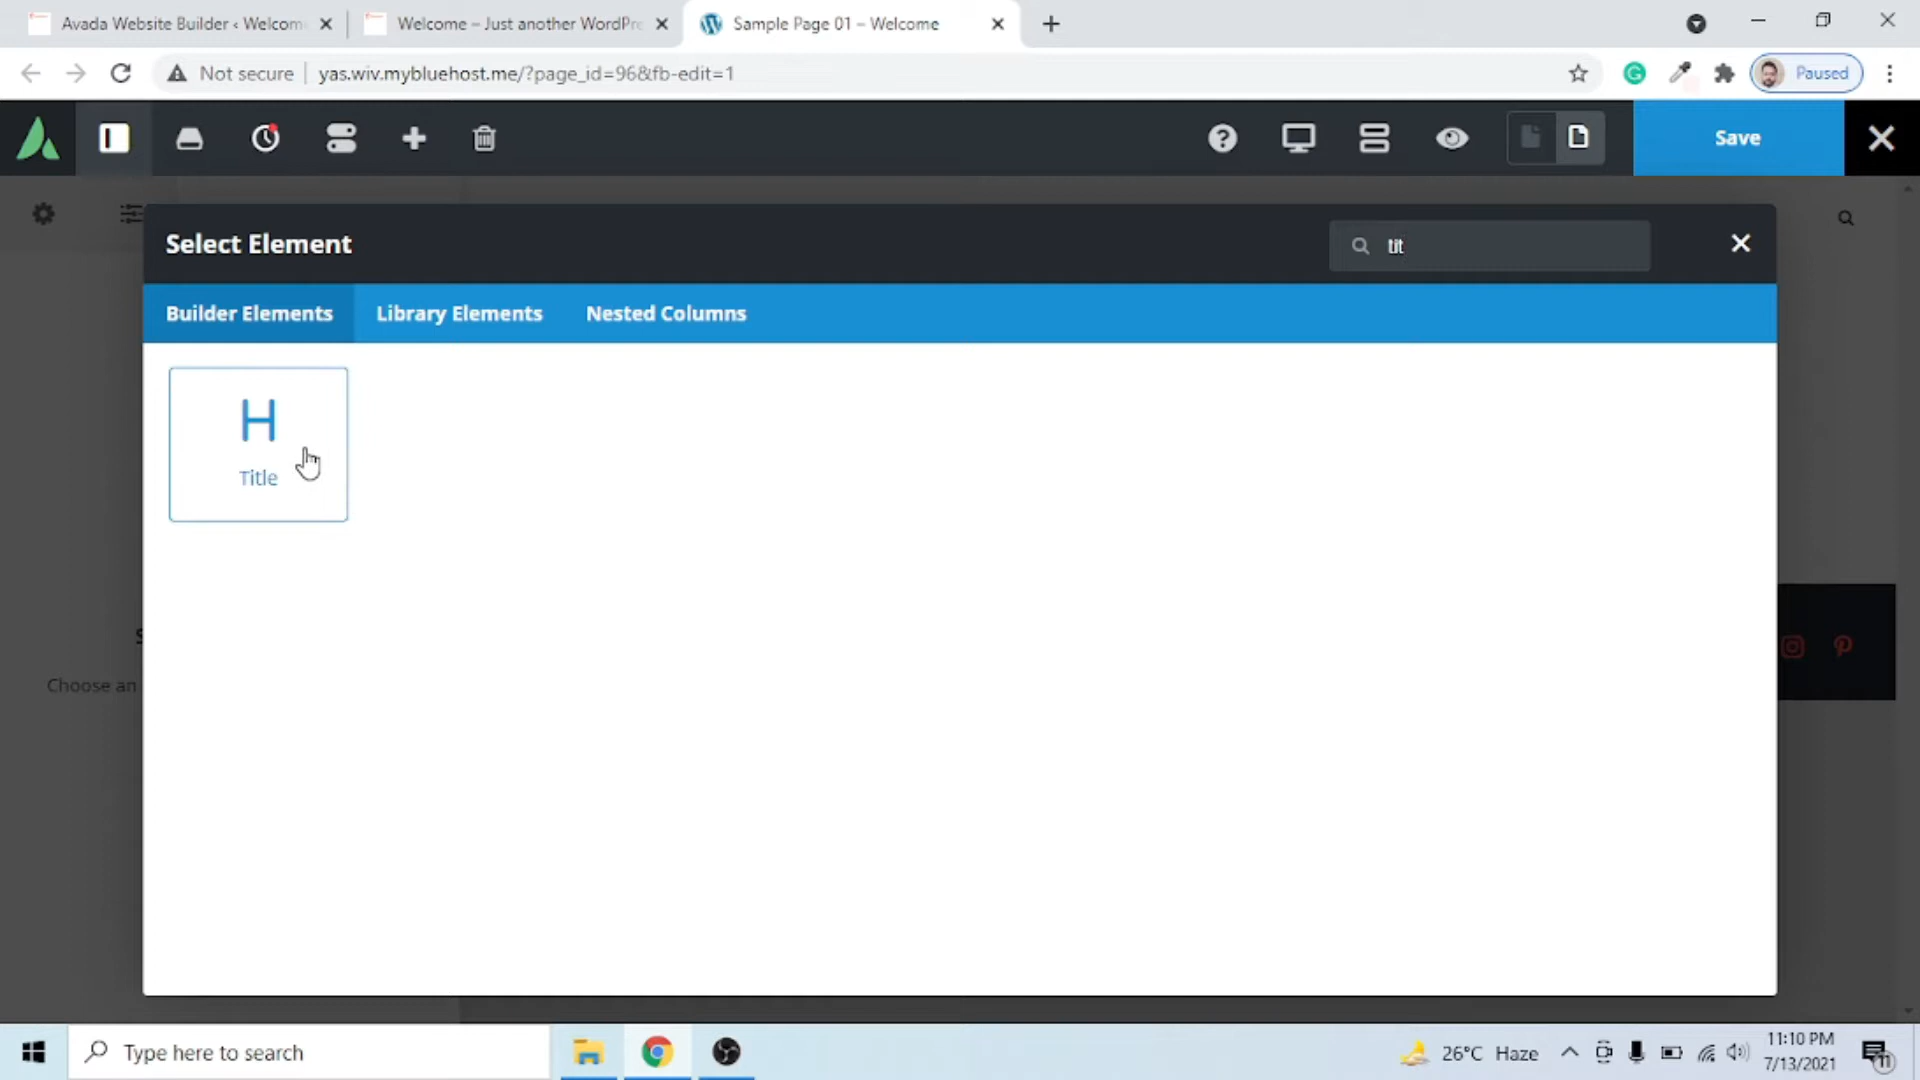 Avada Website Builder ‹ Welcom
Welcome – Just another WordPre
Sample Page 01 – Welcome
Not secure
yas.wiv.mybluehost.me/?page_id=96&fb-edit=1
Paused
Save
Select Element
tit
Builder Elements
Library Elements
Nested Columns
H
Title
S
Choose an
Type here to search
26°C Haze
11:10 PM
7/13/2021
11